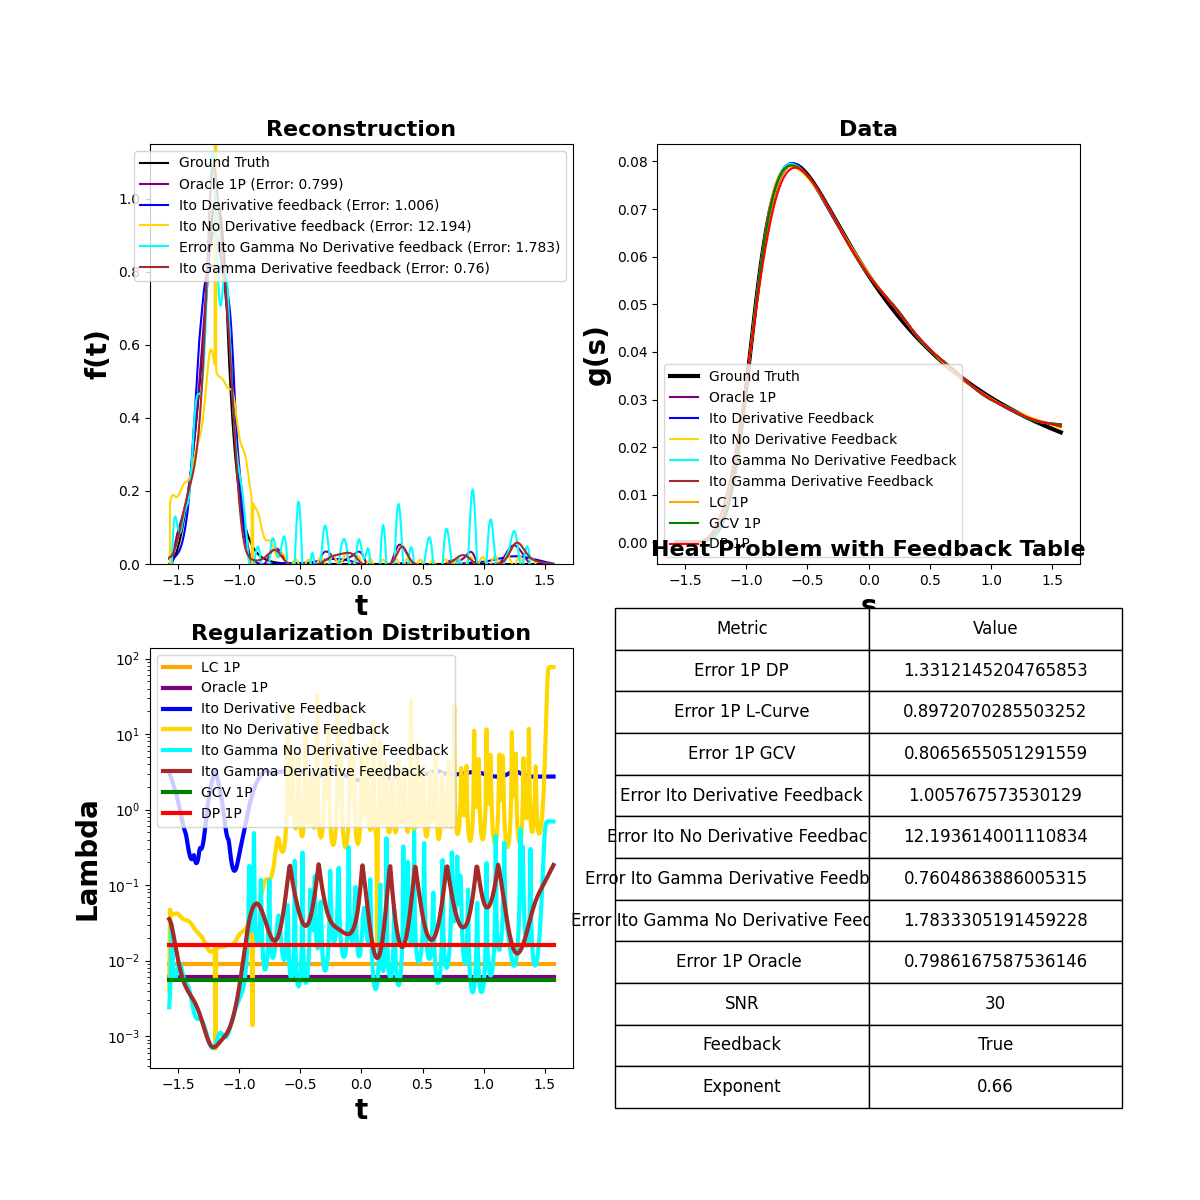 Reconstruction
Ground Truth
Oracle 1P (Error: 0.799)
Ito Derivative feedback (Error: 1.006)
Ito No Derivative feedback (Error: 12.194)
Error Ito Gamma No Derivative feedback (Error: 1.783)
Ito Gamma Derivative feedback (Error: 0.76)
1.0
0.8
0.6
0.4
0.2
0.0
f(t)
−1.5 −1.0 −0.5 0.0 0.5 1.0 1.5
t
Data
0.08
0.07
0.06
0.05
0.04
0.03
0.02
0.01
0.00
g(s)
Ground Truth
Oracle 1P
Ito Derivative Feedback
Ito No Derivative Feedback
Ito Gamma No Derivative Feedback
Ito Gamma Derivative Feedback
LC 1P
GCV 1P
DP 1P
−1.5 −1.0 −0.5 0.0 0.5 1.0 1.5
s
Regularization Distribution
LC 1P
Oracle 1P
Ito Derivative Feedback
Ito No Derivative Feedback
Ito Gamma No Derivative Feedback
Ito Gamma Derivative Feedback
GCV 1P
DP 1P
10²
10¹
10⁰
10⁻¹
10⁻²
10⁻³
Lambda
−1.5 −1.0 −0.5 0.0 0.5 1.0 1.5
t
Heat Problem with Feedback Table
Metric Value
Error 1P DP 1.3312145204765853
Error 1P L-Curve 0.8972070285503252
Error 1P GCV 0.8065655051291559
Error Ito Derivative Feedback 1.005767573530129
Error Ito No Derivative Feedbac 12.193614001110834
Error Ito Gamma Derivative Feedb 0.7604863886005315
Error Ito Gamma No Derivative Feed 1.7833305191459228
Error 1P Oracle 0.7986167587536146
SNR 30
Feedback True
Exponent 0.66